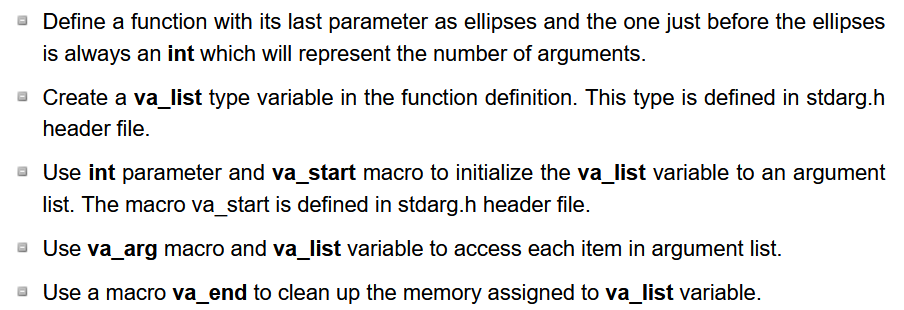 Define a function with its last parameter as ellipses and the one just before the ellipses
is always an int which will represent the number of arguments.
Create a va_list type variable in the function definition. This type is defined in stdarg.h
header file.
Use int parameter and va_start macro to initialize the va_list variable to an argument
list. The macro va_start is defined in stdarg.h header file.
Use va_arg macro and va_list variable to access each item in argument list.
Use a macro va_end to clean up the memory assigned to va_list variable.